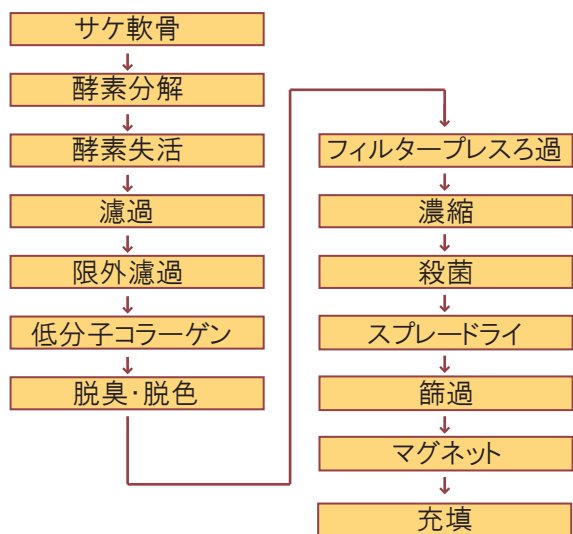 サケ軟骨
酵素分解
酵素失活
濾過
限外濾過
低分子コラーゲン
脱臭・脱色
フィルタープレスろ過
濃縮
殺菌
スプレードライ
篩過
マグネット
充填